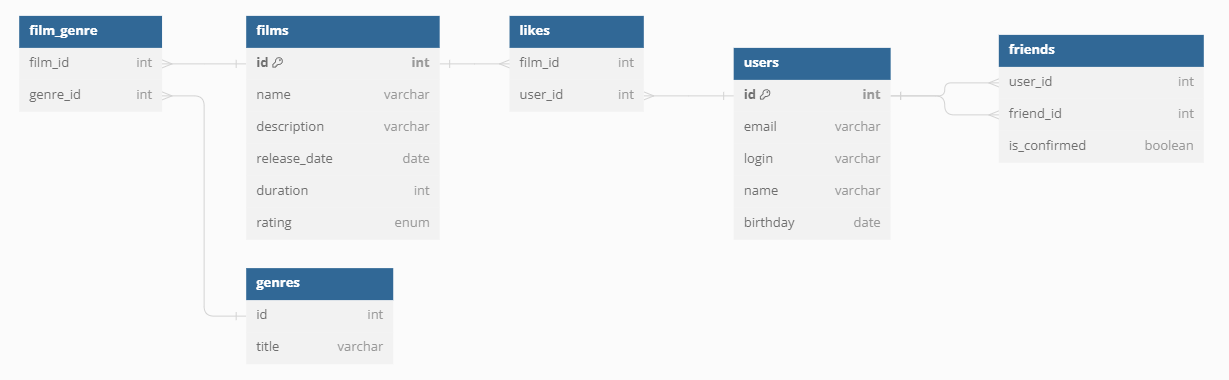 film_genre
film_id int
genre_id int
films
id int
name varchar
description varchar
release_date date
duration int
rating enum
genres
id int
title varchar
likes
film_id int
user_id int
users
id int
email varchar
login varchar
name varchar
birthday date
friends
user_id int
friend_id int
is_confirmed boolean